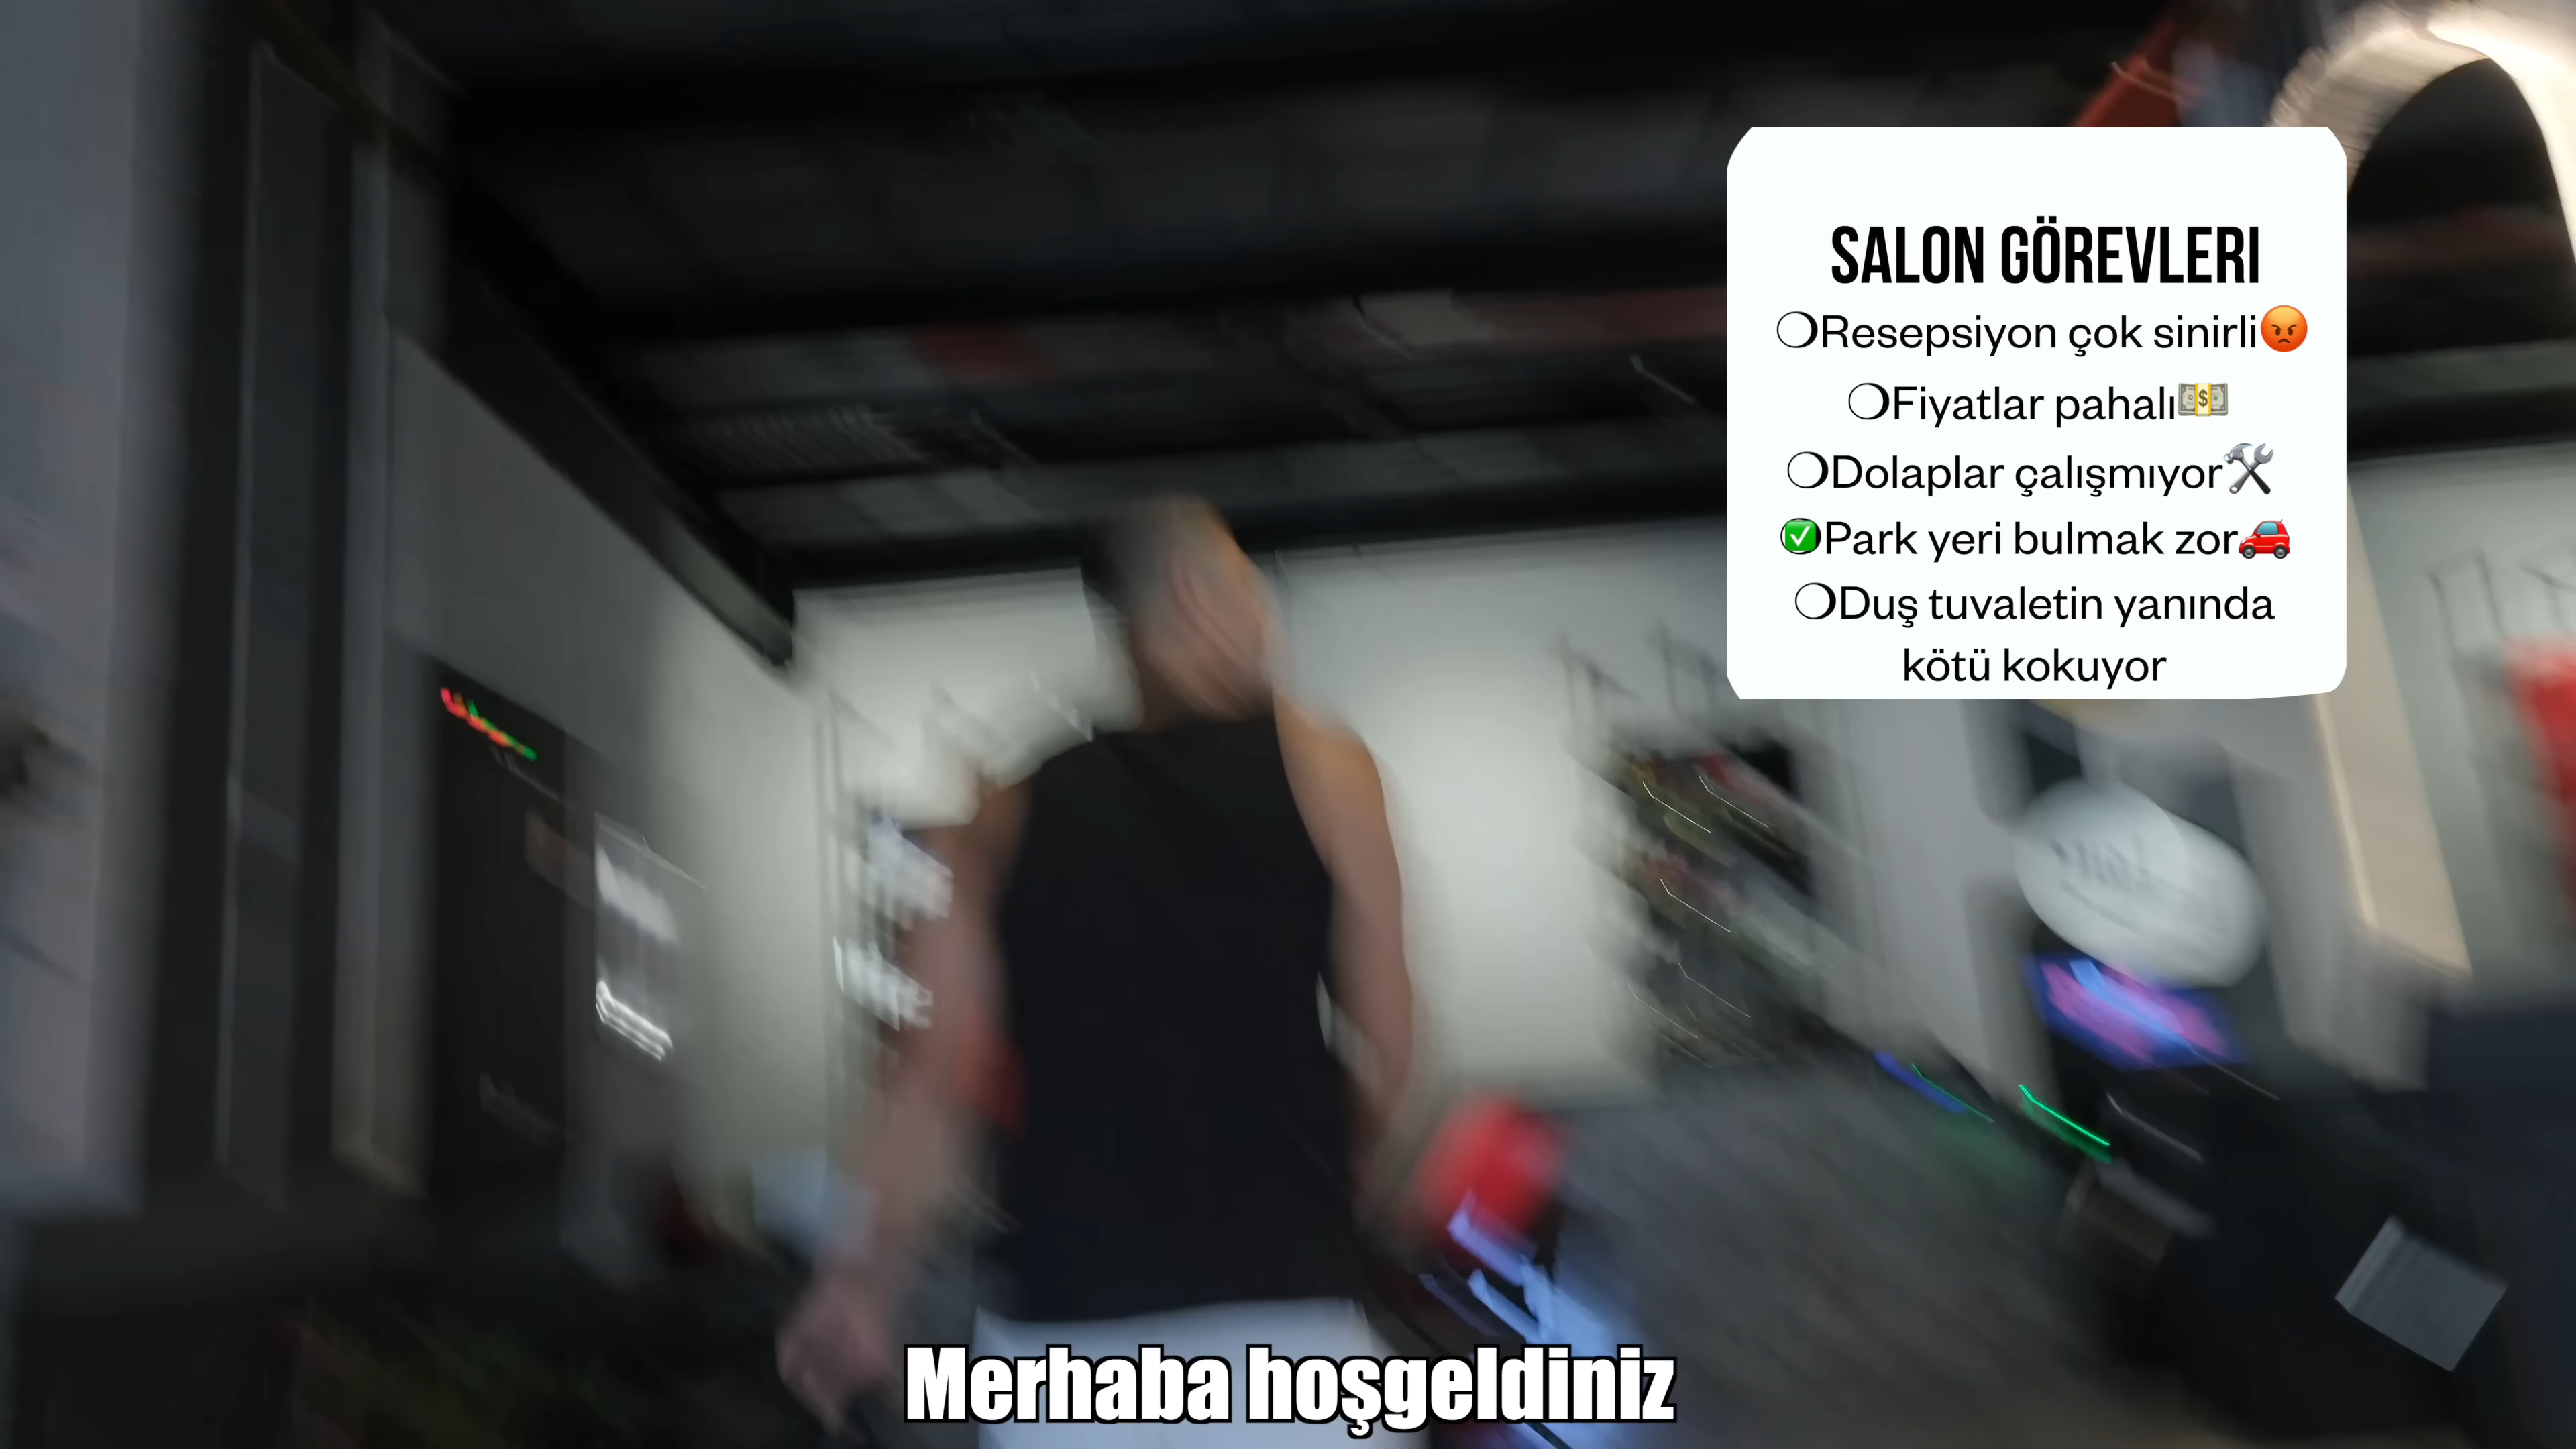 SALON GÖREVLERI
❍Resepsiyon çok sinirli😡
❍Fiyatlar pahalı💵
❍Dolaplar çalışmıyor🛠
✅Park yeri bulmak zor🚗
❍Duş tuvaletin yanında
kötü kokuyor
Merhaba hoşgeldiniz